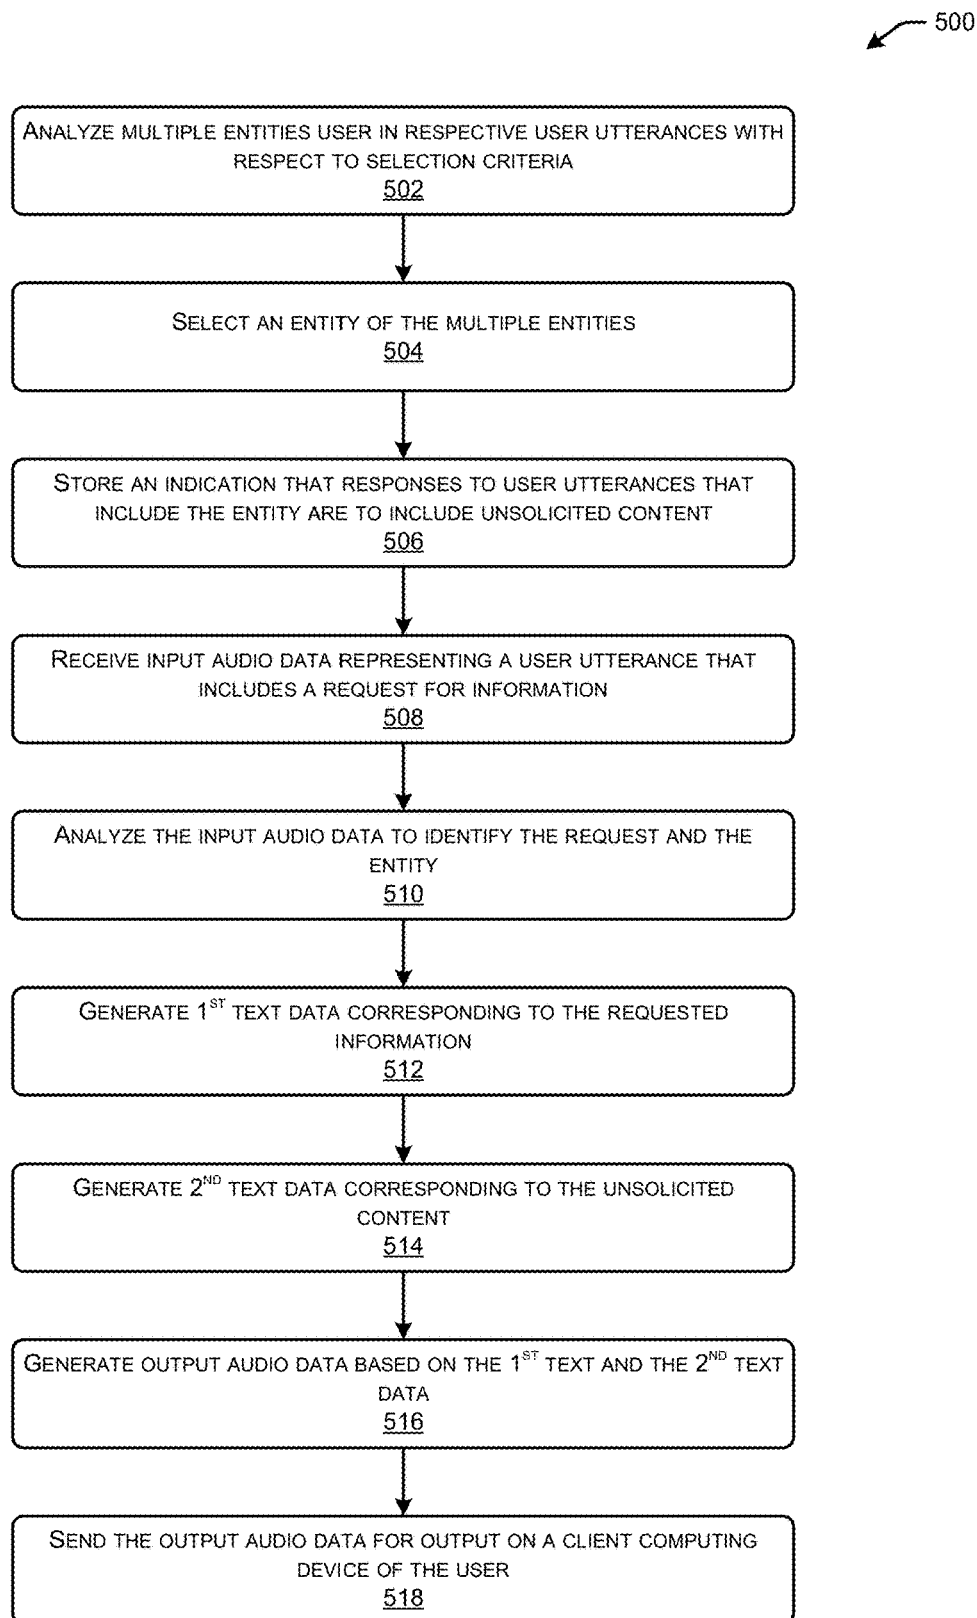 500
ANALYZE MULTIPLE ENTITIES USER IN RESPECTIVE USER UTTERANCES WITH
RESPECT TO SELECTION CRITERIA
502
SELECT AN ENTITY OF THE MULTIPLE ENTITIES
504
STORE AN INDICATION THAT RESPONSES TO USER UTTERANCES THAT
INCLUDE THE ENTITY ARE TO INCLUDE UNSOLICITED CONTENT
506
RECEIVE INPUT AUDIO DATA REPRESENTING A USER UTTERANCE THAT
INCLUDES A REQUEST FOR INFORMATION
508
ANALYZE THE INPUT AUDIO DATA TO IDENTIFY THE REQUEST AND THE
ENTITY
510
GENERATE 1ST TEXT DATA CORRESPONDING TO THE REQUESTED
INFORMATION
512
GENERATE 2ND TEXT DATA CORRESPONDING TO THE UNSOLICITED
CONTENT
514
GENERATE OUTPUT AUDIO DATA BASED ON THE 1ST TEXT AND THE 2ND TEXT
DATA
516
SEND THE OUTPUT AUDIO DATA FOR OUTPUT ON A CLIENT COMPUTING
DEVICE OF THE USER
518